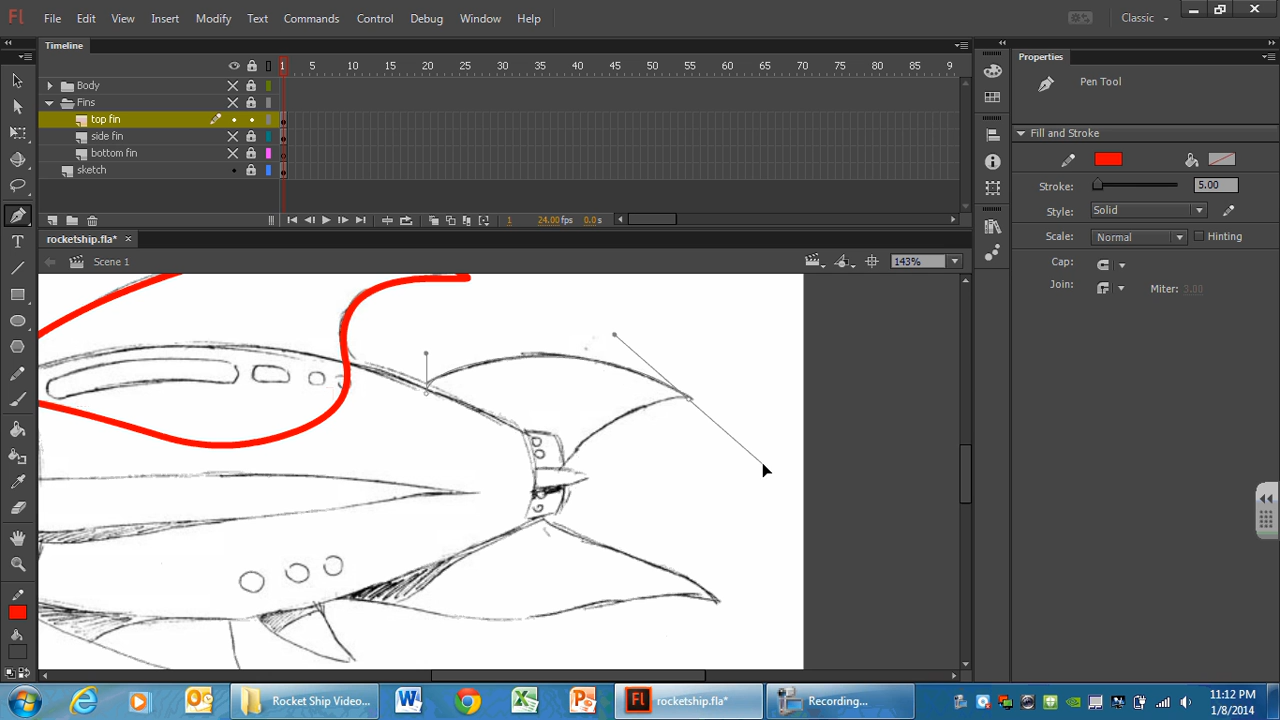 Fl File Edit View Insert Modify Text Commands Control Debug Window Help Classic
Timeline Properties
1 10 15 20 25 30 35 40 45 50 55 60 65 70 75 80 85 9
Body Pen Tool
Fins
top fin
side fin Fill and Stroke
bottom fin
sketch
Stroke: 5.00
Style: Solid
1 24.00 fps 0.0 s
Scale: Normal Hinting
rocketship.fla*
Scene 1 143%
Cap:
Join: Miter: 3.00
Rocket Ship Video... Fl rocketship.fla* Recording...
11:12 PM
1/8/2014